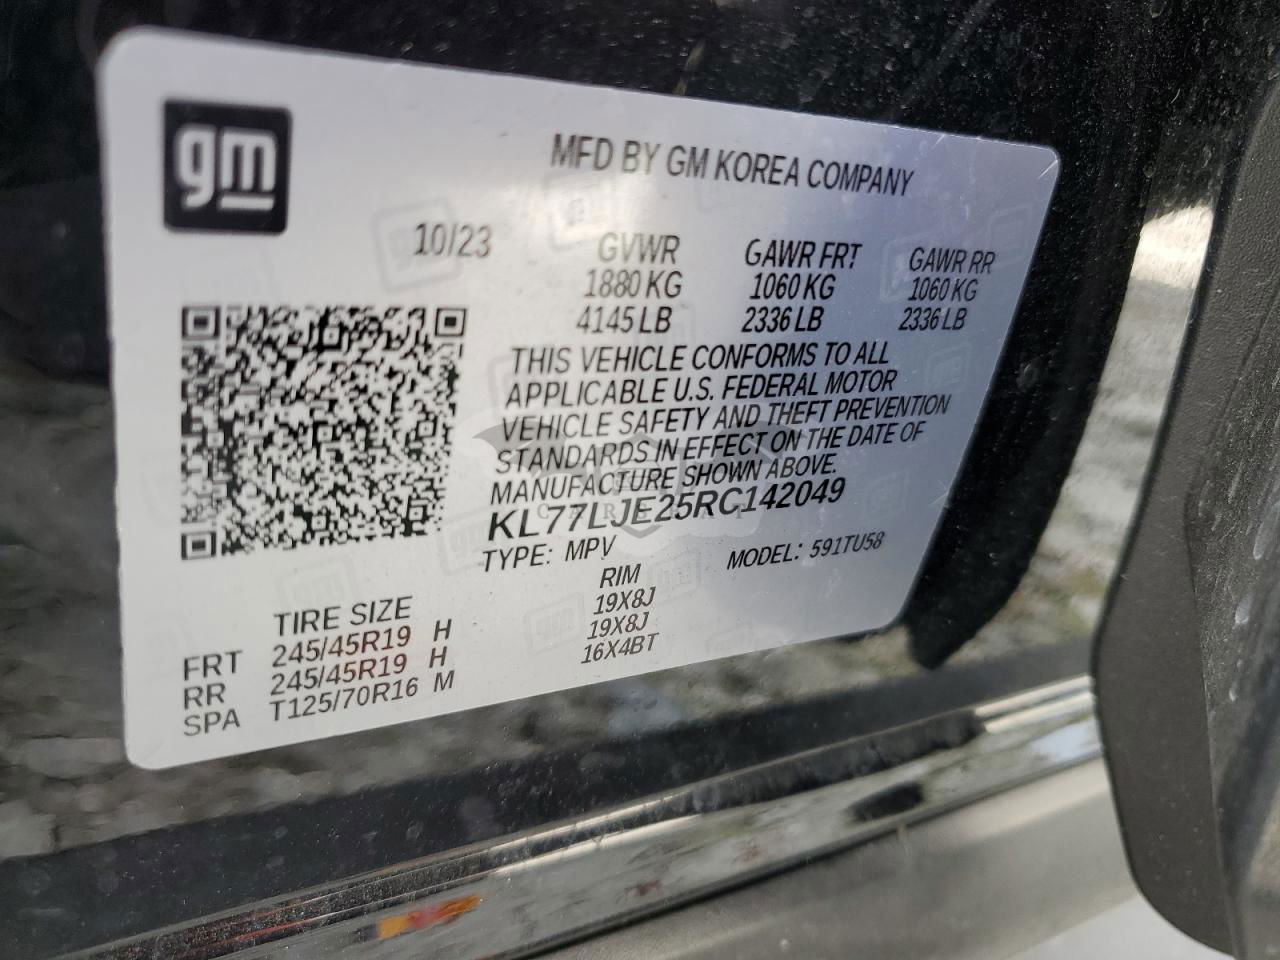 gm
MFD BY GM KOREA COMPANY
10/23 GVWR GAWR FRT GAWR RR
1880 KG 1060 KG 1060 KG
4145 LB 2336 LB 2336 LB
THIS VEHICLE CONFORMS TO ALL
APPLICABLE U.S. FEDERAL MOTOR
VEHICLE SAFETY AND THEFT PREVENTION
STANDARDS IN EFFECT ON THE DATE OF
MANUFACTURE SHOWN ABOVE.
KL77LJE25RC142049
TYPE: MPV MODEL: 591TU58
TIRE SIZE RIM
FRT 245/45R19 H 19X8J
RR 245/45R19 H 19X8J
SPA T125/70R16 M 16X4BT